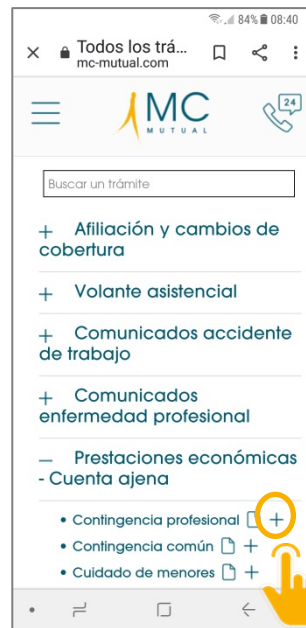 84% 08:40
Todos los trá...
mc-mutual.com
MC
MUTUAL
24
Buscar un trámite
+ Afiliación y cambios de
cobertura
+ Volante asistencial
+ Comunicados accidente
de trabajo
+ Comunicados
enfermedad profesional
— Prestaciones económicas
- Cuenta ajena
• Contingencia profesional +
• Contingencia común +
• Cuidado de menores +